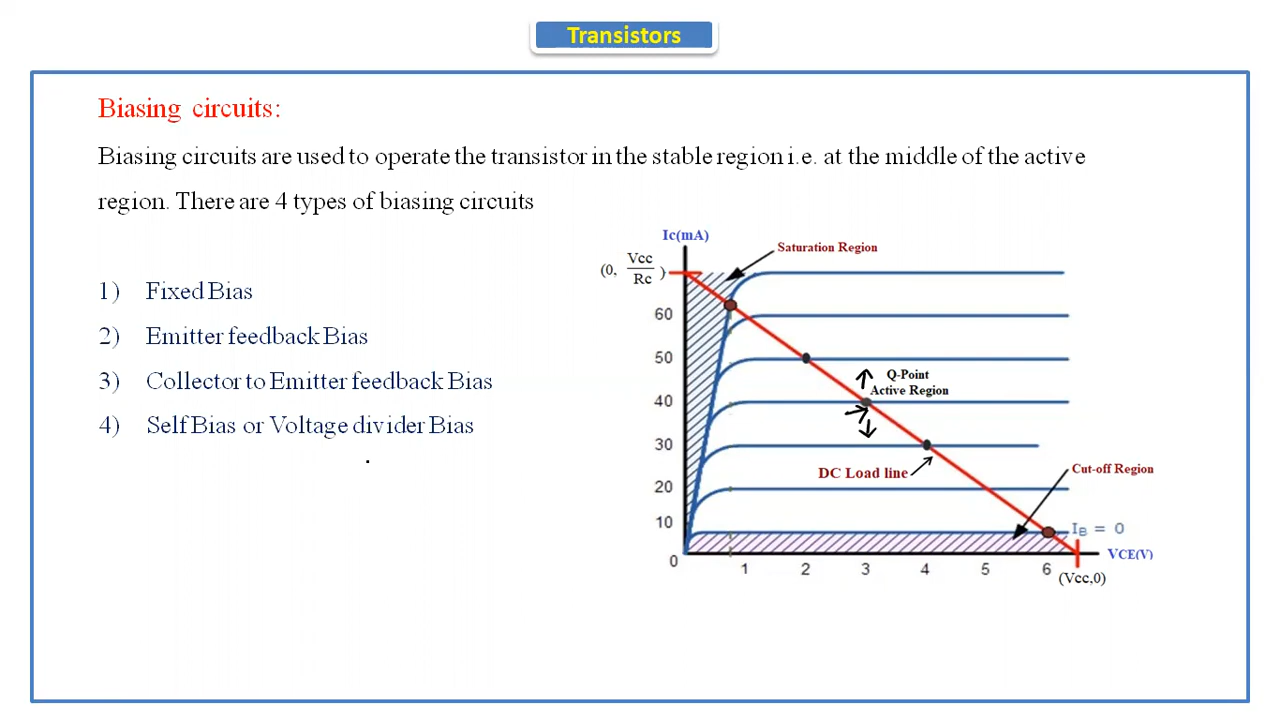 Transistors
Biasing circuits:
Biasing circuits are used to operate the transistor in the stable region i.e. at the middle of the active
region. There are 4 types of biasing circuits
1) Fixed Bias
2) Emitter feedback Bias
3) Collector to Emitter feedback Bias
4) Self Bias or Voltage divider Bias
Ic(mA)
Saturation Region
(0, Vcc/Rc )
60
50
40
30
20
10
0
Q-Point
Active Region
DC Load line
Cut-off Region
IB = 0
VCE(V)
1 2 3 4 5 6
(Vcc,0)